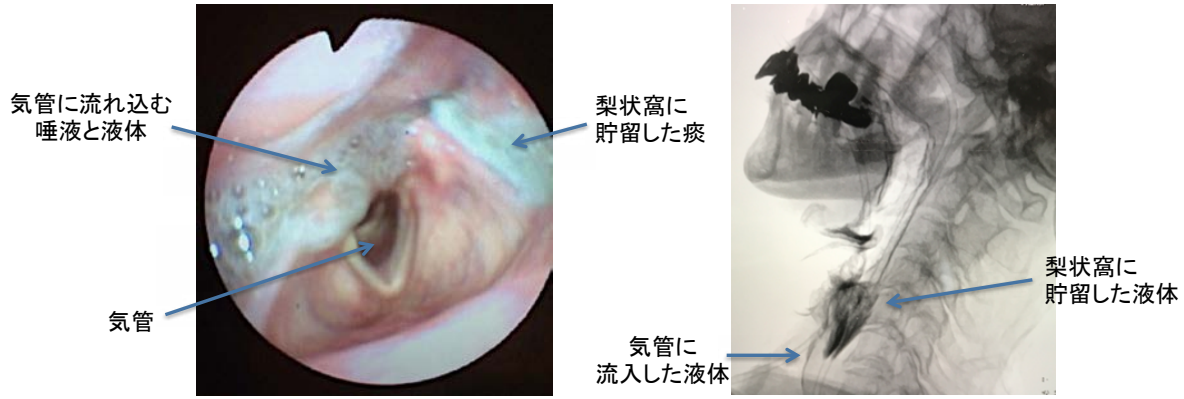 気管に流れ込む
唾液と液体
気管
梨状窩に
貯留した痰
梨状窩に
貯留した液体
気管に
流入した液体